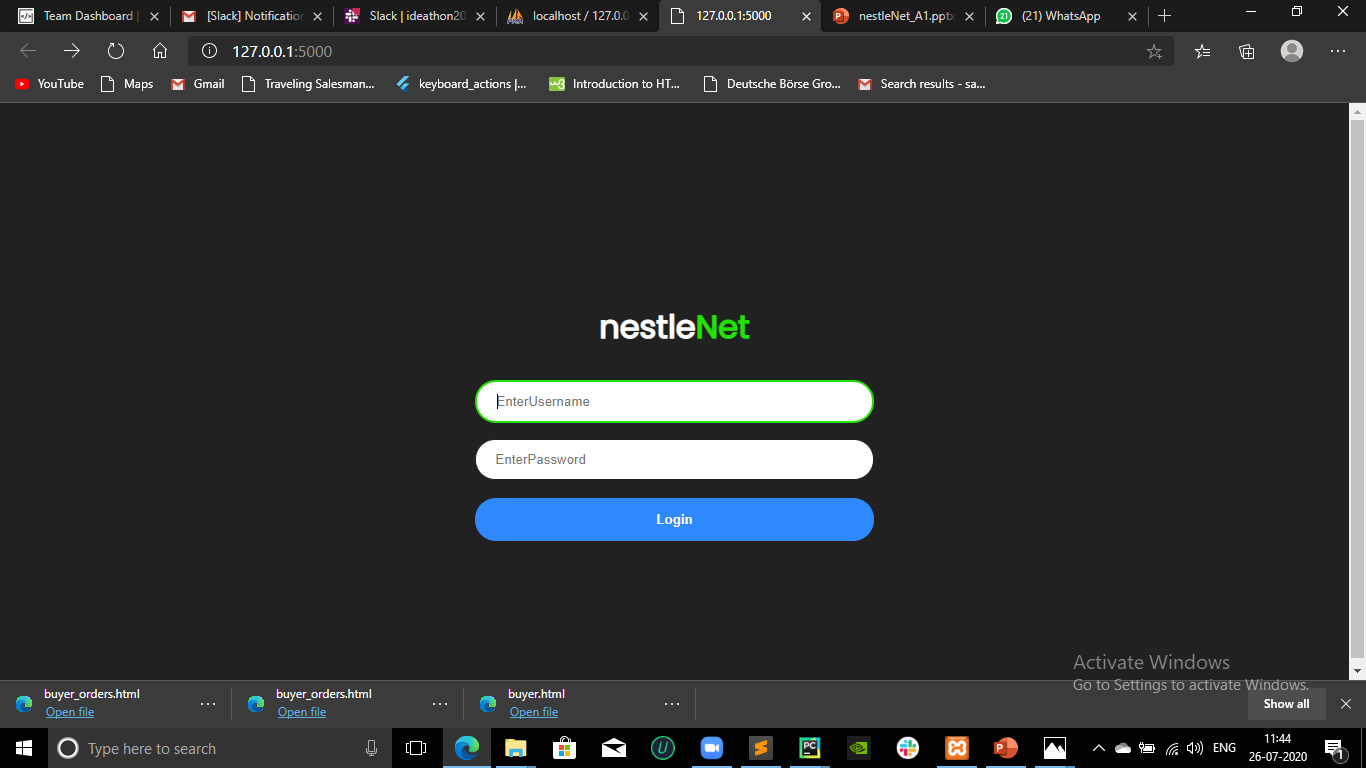 Team Dashboard |
[Slack] Notification
Slack | ideathon20
localhost / 127.0.0
127.0.0.1:5000
nestleNet_A1.pptx
(21) WhatsApp
127.0.0.1:5000
YouTube
Maps
Gmail
Traveling Salesman...
keyboard_actions |...
Introduction to HT...
Deutsche Börse Gro...
Search results - sa...
nestleNet
EnterUsername
EnterPassword
Login
Activate Windows
Go to Settings to activate Windows.
buyer_orders.html
Open file
buyer_orders.html
Open file
buyer.html
Open file
Show all
Type here to search
ENG
11:44
26-07-2020
1